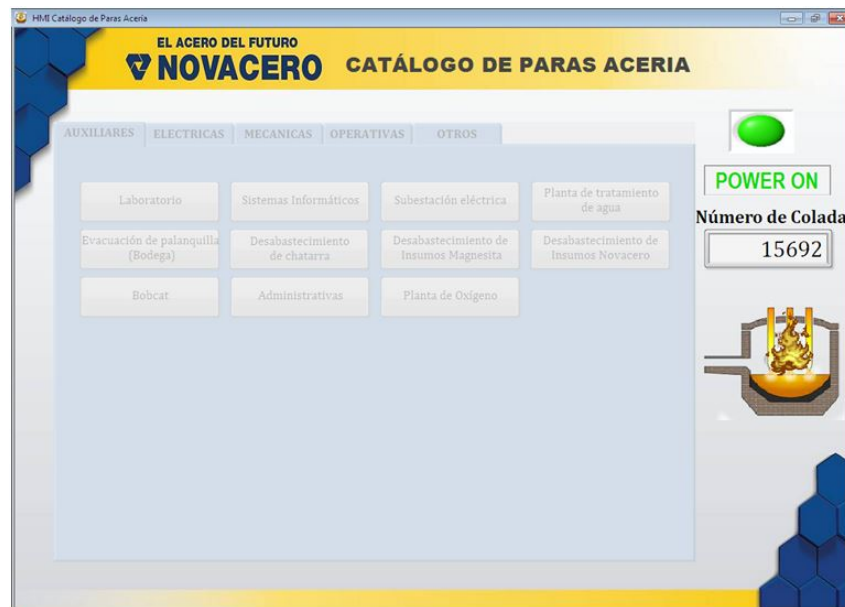 HMI Catálogo de Paras Acería
EL ACERO DEL FUTURO
NOVACERO
CATÁLOGO DE PARAS ACERIA
AUXILIARES
ELECTRICAS
MECANICAS
OPERATIVAS
OTROS
Laboratorio
Sistemas Informáticos
Subestación eléctrica
Planta de tratamiento
de agua
Evacuación de palanquilla
(Bodega)
Desabastecimiento
de chatarra
Desabastecimiento de
Insumos Magnesita
Desabastecimiento de
Insumos Novacero
Bobcat
Administrativas
Planta de Oxígeno
POWER ON
Número de Colada
15692